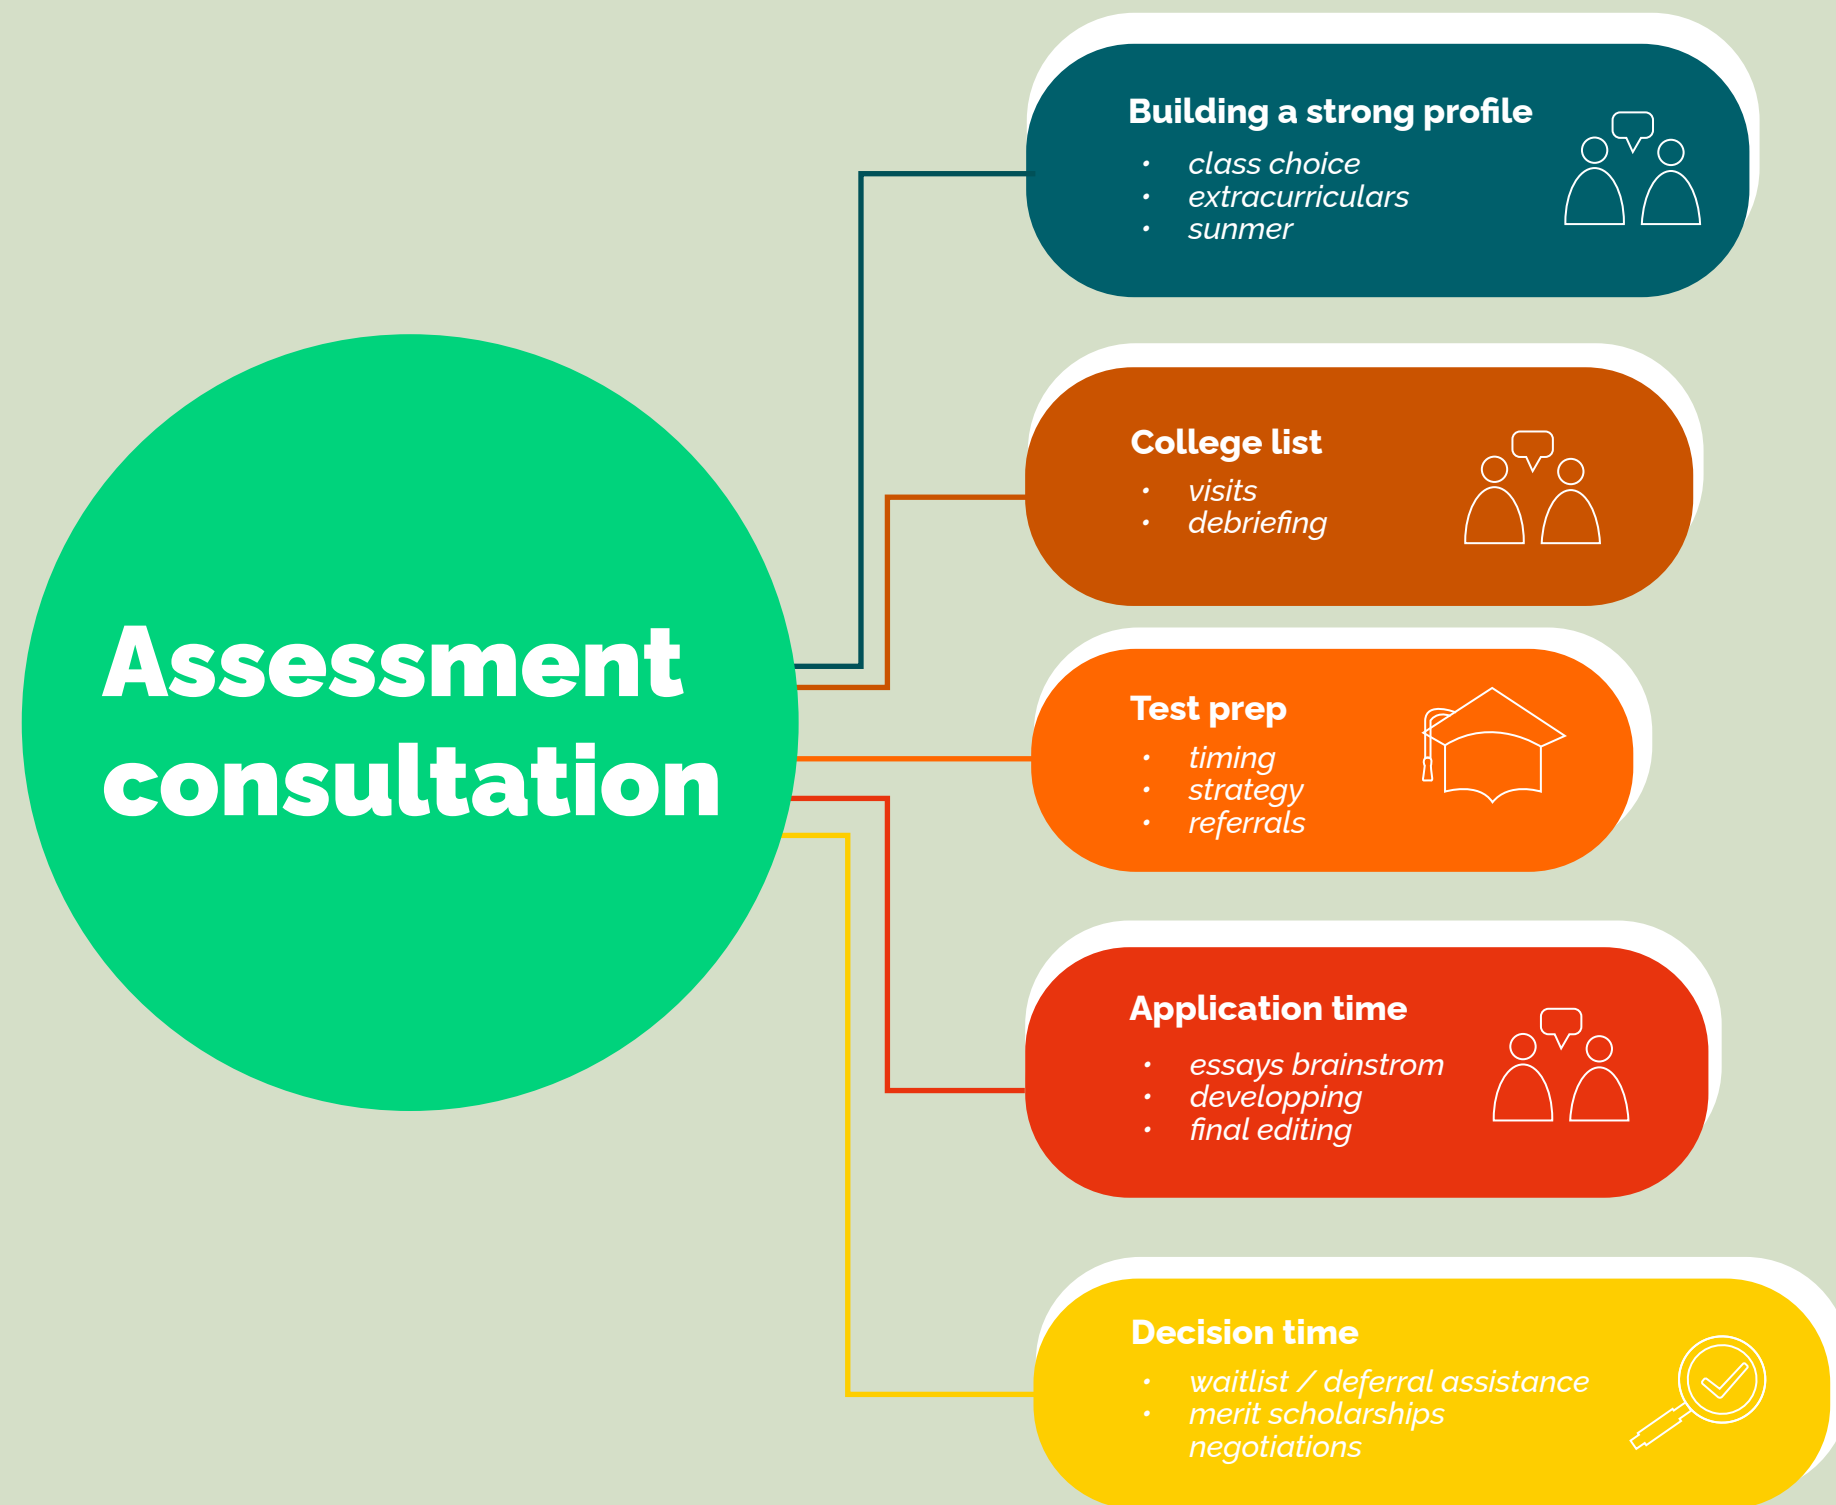 Assessment
consultation
Building a strong profile
• class choice
• extracurriculars
• sunmer
College list
• visits
• debriefing
Test prep
• timing
• strategy
• referrals
Application time
• essays brainstrom
• developping
• final editing
Decision time
• waitlist / deferral assistance
• merit scholarships
negotiations